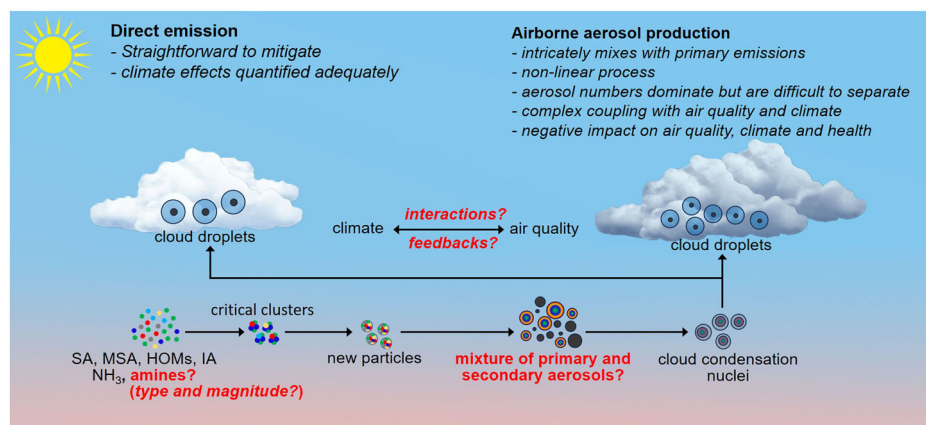 Direct emission
- Straightforward to mitigate
- climate effects quantified adequately
Airborne aerosol production
- intricately mixes with primary emissions
- non-linear process
- aerosol numbers dominate but are difficult to separate
- complex coupling with air quality and climate
- negative impact on air quality, climate and health
cloud droplets
climate
interactions?
feedbacks?
air quality
cloud droplets
SA, MSA, HOMs, IA
NH₃, amines?
(type and magnitude?)
critical clusters
new particles
mixture of primary and
secondary aerosols?
cloud condensation
nuclei